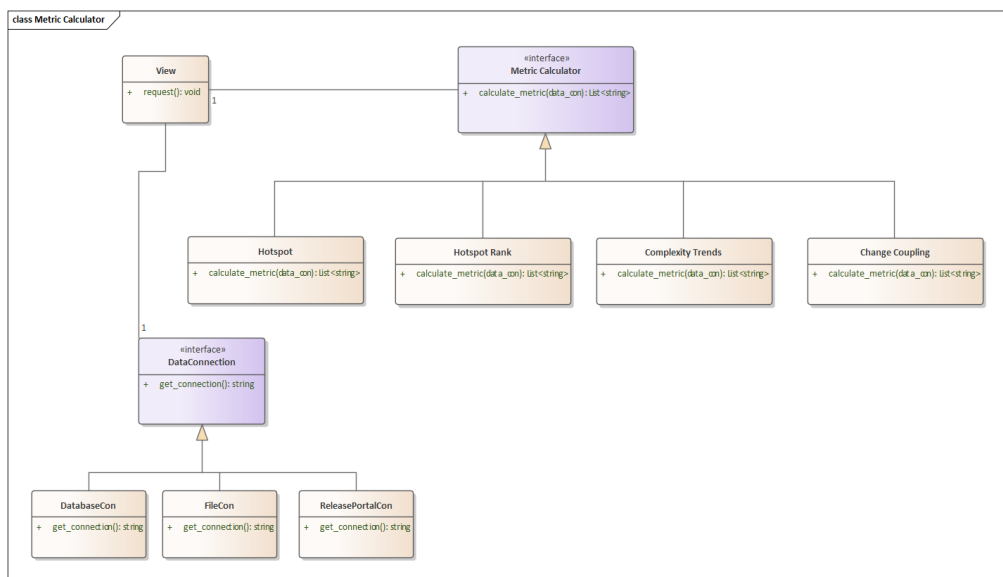 class Metric Calculator
View
+ request(): void
1
«interface»
Metric Calculator
+ calculate_metric(data_con): List<string>
Hotspot
+ calculate_metric(data_con): List<string>
Hotspot Rank
+ calculate_metric(data_con): List<string>
Complexity Trends
+ calculate_metric(data_con): List<string>
Change Coupling
+ calculate_metric(data_con): List<string>
1
«interface»
DataConnection
+ get_connection(): string
DatabaseCon
+ get_connection(): string
FileCon
+ get_connection(): string
ReleasePortalCon
+ get_connection(): string